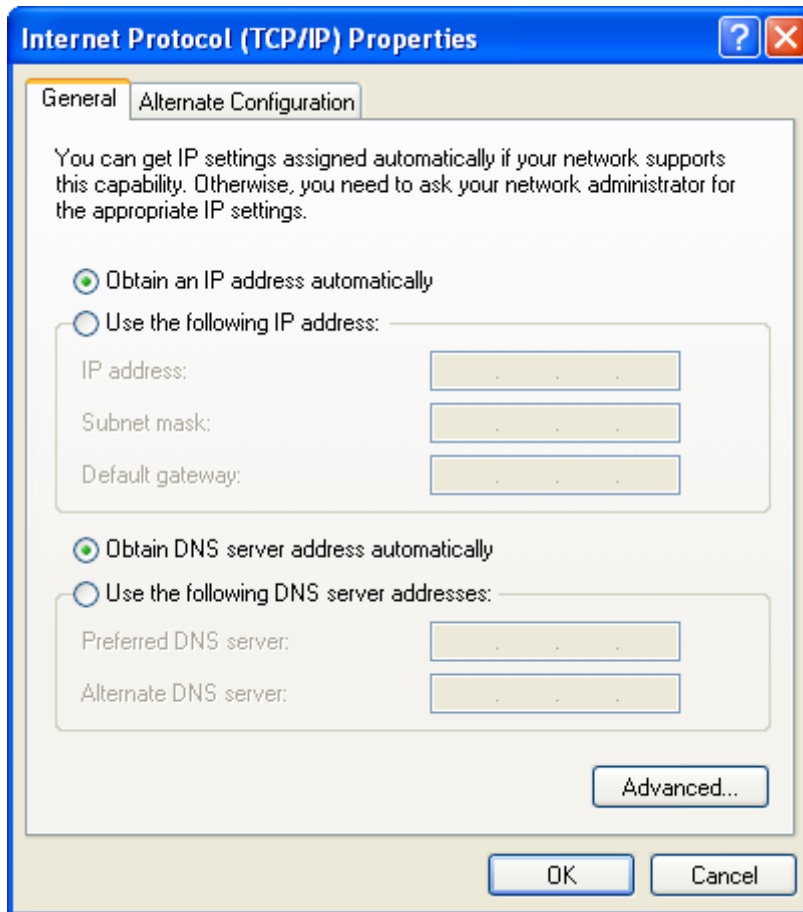 Internet Protocol (TCP/IP) Properties
General
Alternate Configuration
You can get IP settings assigned automatically if your network supports
this capability. Otherwise, you need to ask your network administrator for
the appropriate IP settings.
Obtain an IP address automatically
Use the following IP address:
IP address:
Subnet mask:
Default gateway:
Obtain DNS server address automatically
Use the following DNS server addresses:
Preferred DNS server:
Alternate DNS server:
Advanced...
OK
Cancel